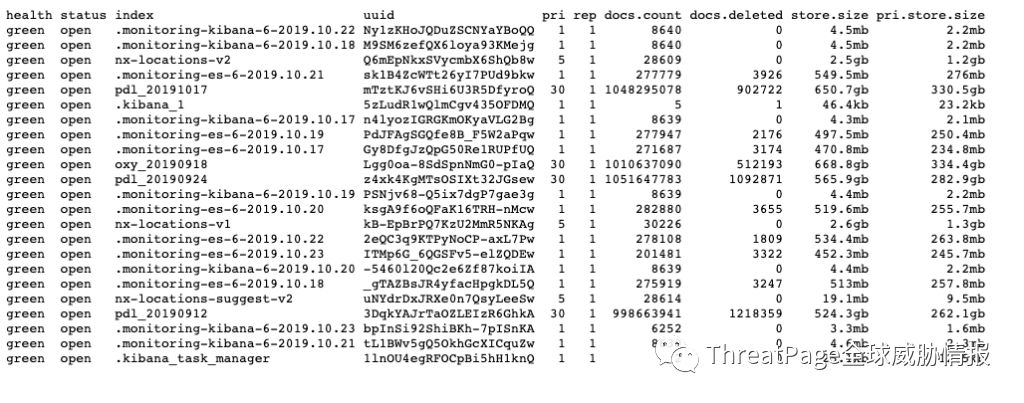 health status index uuid pri rep docs.count docs.deleted store.size pri.store.size
green open .monitoring-kibana-6-2019.10.22 NylzKHoJQDuZSCNYaYBoQQ 1 1 8640 0 4.5mb 2.2mb
green open .monitoring-kibana-6-2019.10.18 M9SM6zefQX6loya93KMejg 1 1 8640 0 4.5mb 2.2mb
green open nx-locations-v2 Q6mEpNkxSVycmbX6ShQb8w 5 1 28609 0 2.5gb 1.2gb
green open .monitoring-es-6-2019.10.21 sklB4ZcWTt26yI7PUd9bkw 1 1 277779 3926 549.5mb 276mb
green open pdl_20191017 mTztKJ6vSHi6U3R5DfyroQ 30 1 1048295078 902722 650.7gb 330.5gb
green open .kibana_1 5zLudR1wQlmCgv435OFDMQ 1 1 5 1 46.4kb 23.2kb
green open .monitoring-kibana-6-2019.10.17 n4lyozIGRGKmOKyaVLG2Bg 1 1 8639 0 4.3mb 2.1mb
green open .monitoring-es-6-2019.10.19 PdJFAgSGQfe8B_F5W2aPqw 1 1 277947 2176 497.5mb 250.4mb
green open .monitoring-es-6-2019.10.17 Gy8DfgJzQpG50RelRUPfUQ 1 1 271687 3174 470.8mb 234.8mb
green open oxy_20190918 Lgg0oa-8SdSpnNmG0-pIaQ 30 1 1010637090 512193 668.8gb 334.4gb
green open pdl_20190924 z4xk4KgMTsOSIXt32JGsew 30 1 1051647783 1092871 565.9gb 282.9gb
green open .monitoring-kibana-6-2019.10.19 PSNjv68-Q5ix7dgP7gae3g 1 1 8639 0 4.4mb 2.2mb
green open .monitoring-es-6-2019.10.20 ksgA9f6oQFaKl6TRH-nMcw 1 1 282880 3655 519.6mb 255.7mb
green open nx-locations-v1 kB-EpBrPQ7KzU2MmR5NKAg 5 1 30226 0 2.6gb 1.3gb
green open .monitoring-es-6-2019.10.22 2eQC3q9KTPyNoCP-axL7Pw 1 1 278108 1809 534.4mb 263.8mb
green open .monitoring-es-6-2019.10.23 ITMp6G_6QGSFv5-elZQDEw 1 1 201481 3322 452.3mb 245.7mb
green open .monitoring-kibana-6-2019.10.20 -5460l20Qc2e6Zf87koiIA 1 1 8639 0 4.4mb 2.2mb
green open .monitoring-es-6-2019.10.18 _gTAZBsJR4yfacHpgkDL5Q 1 1 275919 3247 513mb 257.8mb
green open nx-locations-suggest-v2 uNYdrDxJRXe0n7QsyLeeSw 5 1 28614 0 19.1mb 9.5mb
green open pdl_20190912 3DqkYAJrTaOZLEIzR6GhkA 30 1 998663941 1218359 524.3gb 262.1gb
green open .monitoring-kibana-6-2019.10.23 bpInSi92ShiBKh-7pISnKA 1 1 6252 0 3.3mb 1.6mb
green open .monitoring-kibana-6-2019.10.21 tLlBWv5gQ5OkhGcXICquZw 1 1 0 4.6mb 2.3mb
green open .kibana_task_manager 1lnOU4egRFOCpBi5hHlknQ 1 1
ThreatPage全球威胁情报